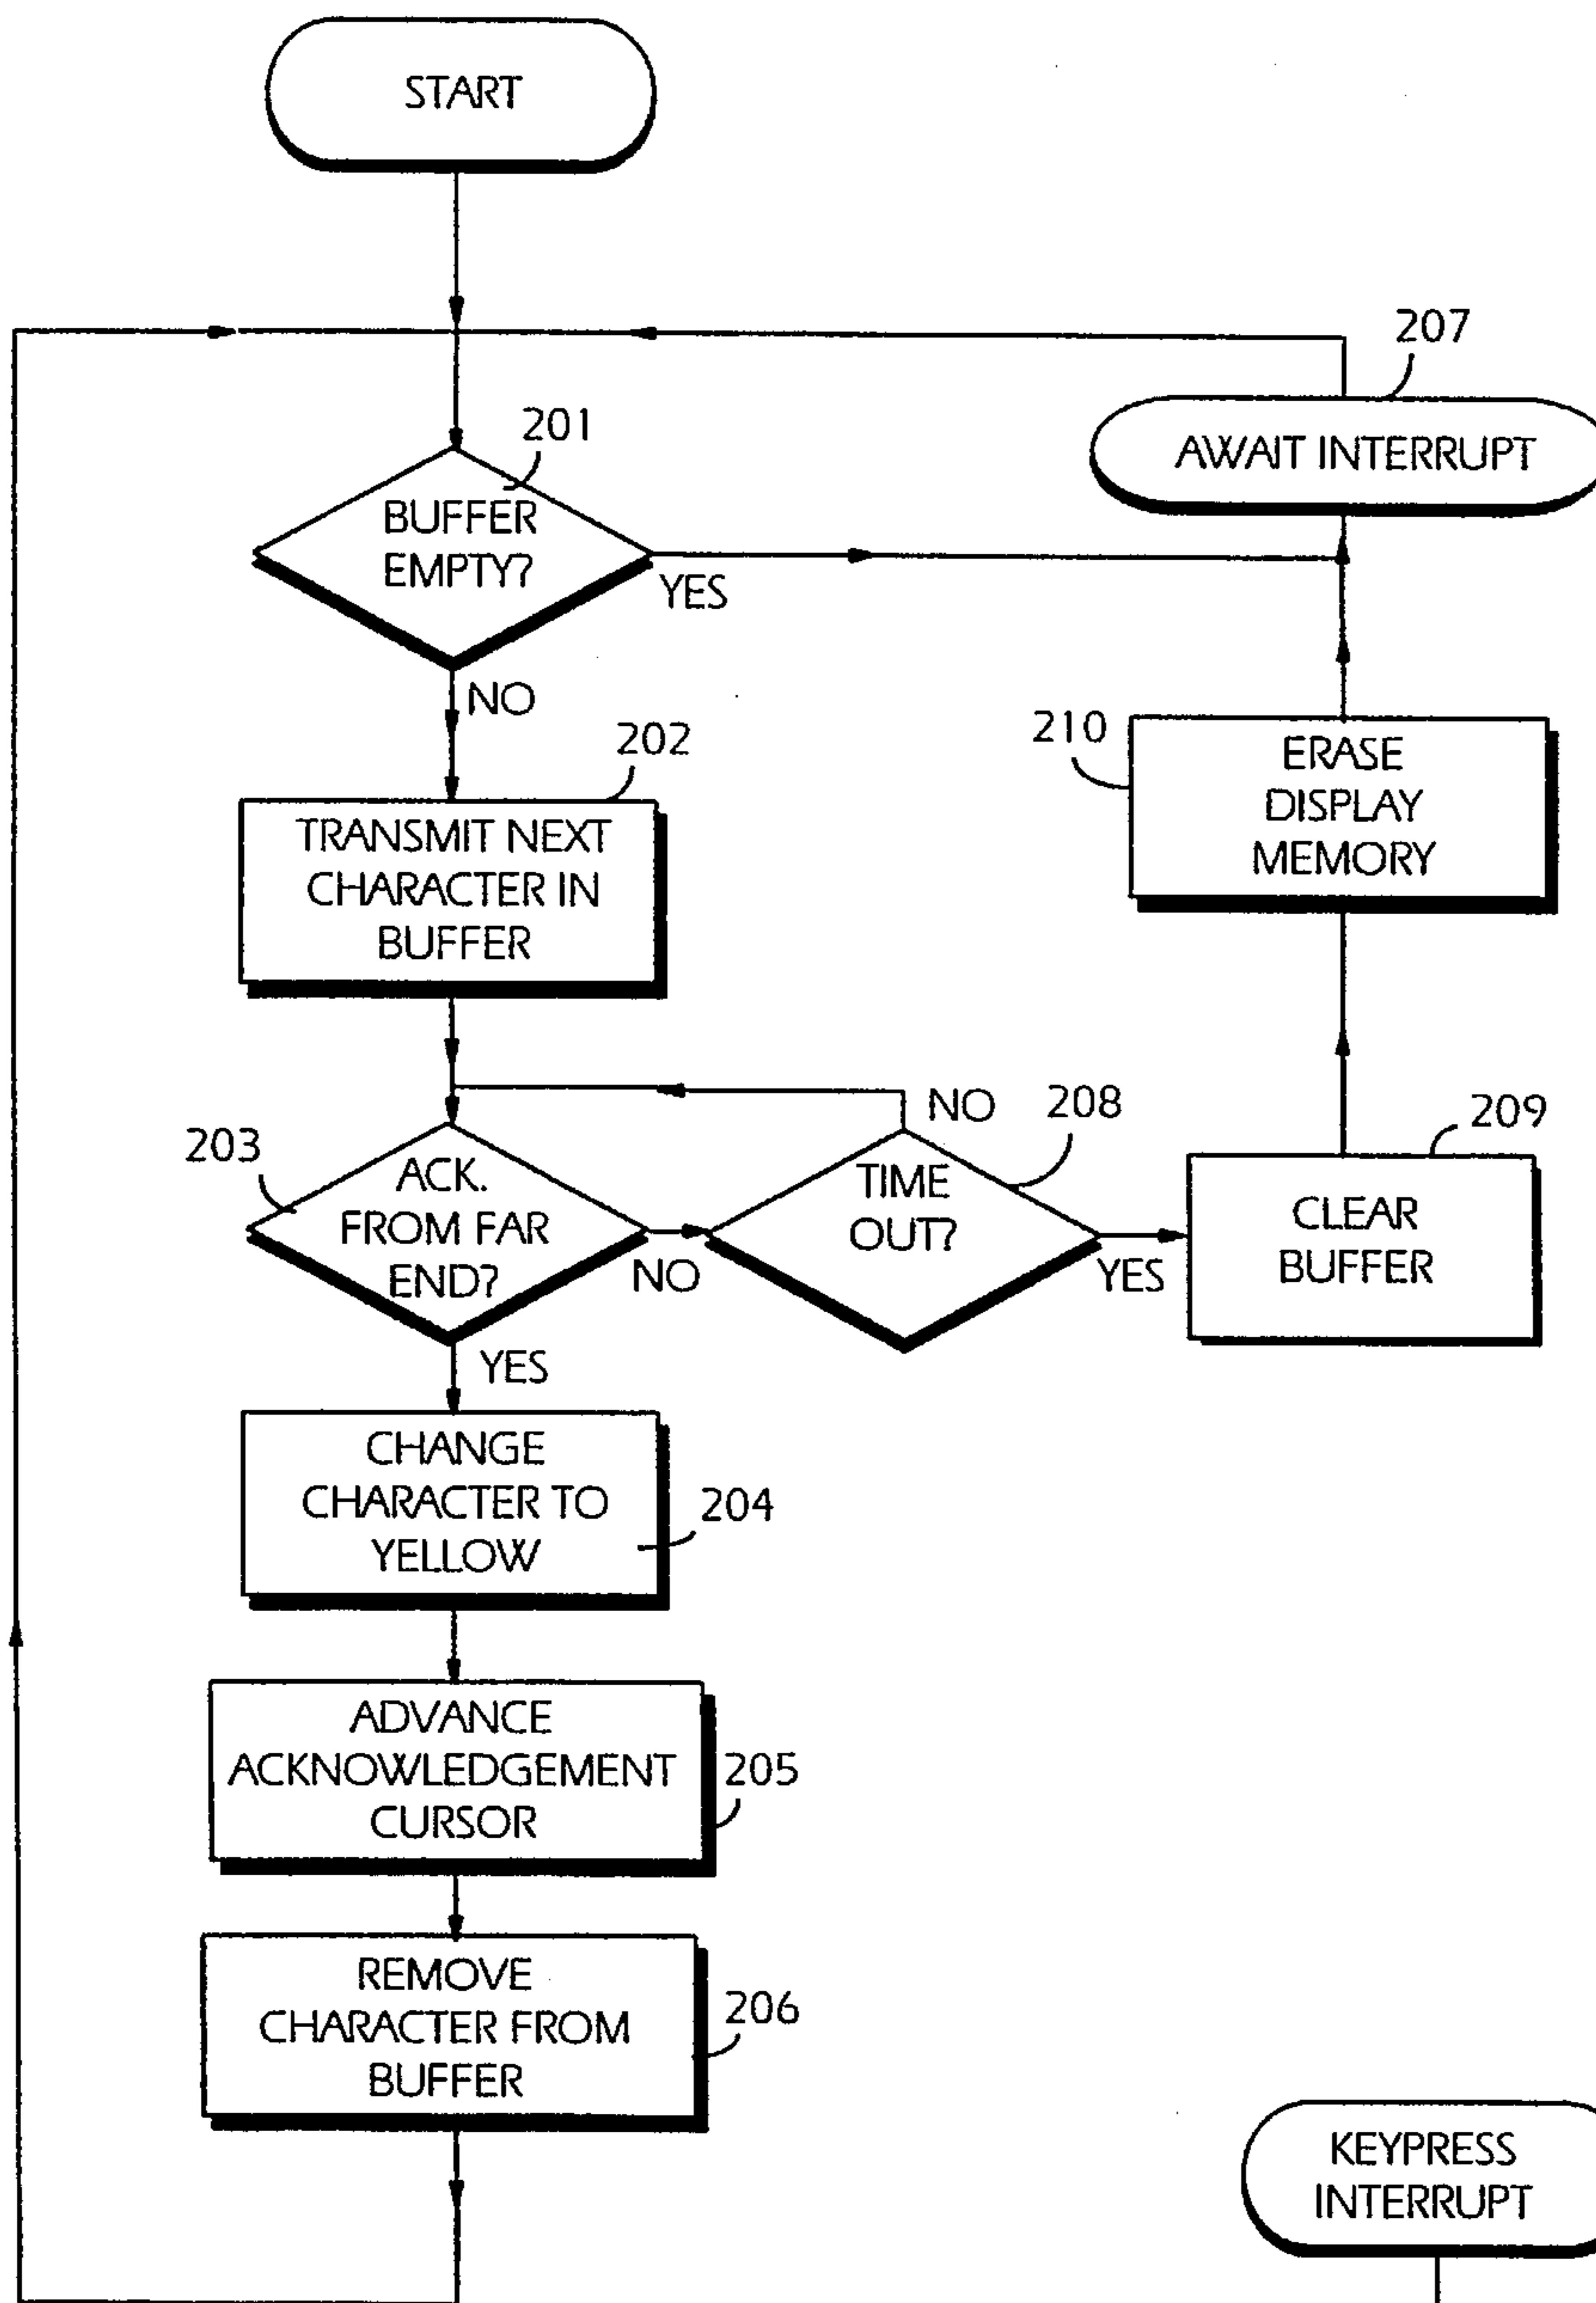 START
207
201
AWAIT INTERRUPT
BUFFER
EMPTY?
YES
NO
202
210
ERASE
DISPLAY
MEMORY
TRANSMIT NEXT
CHARACTER IN
BUFFER
NO
208
209
203
ACK.
FROM FAR
END?
NO
TIME
OUT?
YES
CLEAR
BUFFER
YES
CHANGE
CHARACTER TO
YELLOW
204
ADVANCE
ACKNOWLEDGEMENT
CURSOR
205
REMOVE
CHARACTER FROM
BUFFER
206
KEYPRESS
INTERRUPT